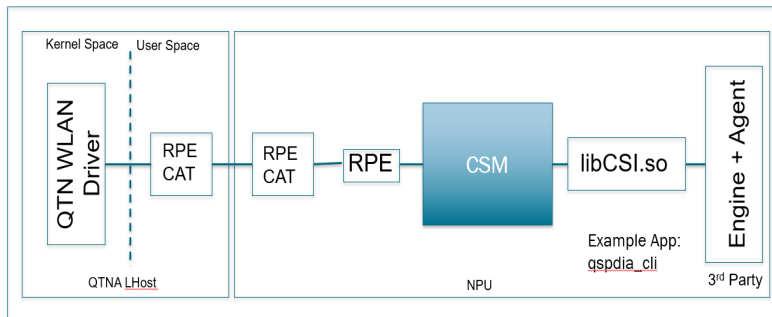 Kernel Space
User Space
QTN WLAN
Driver
RPE
CAT
RPE
CAT
RPE
CSM
libCSI.so
Engine + Agent
Example App:
qspdia_cli
QTNA LHost
NPU
3rd Party